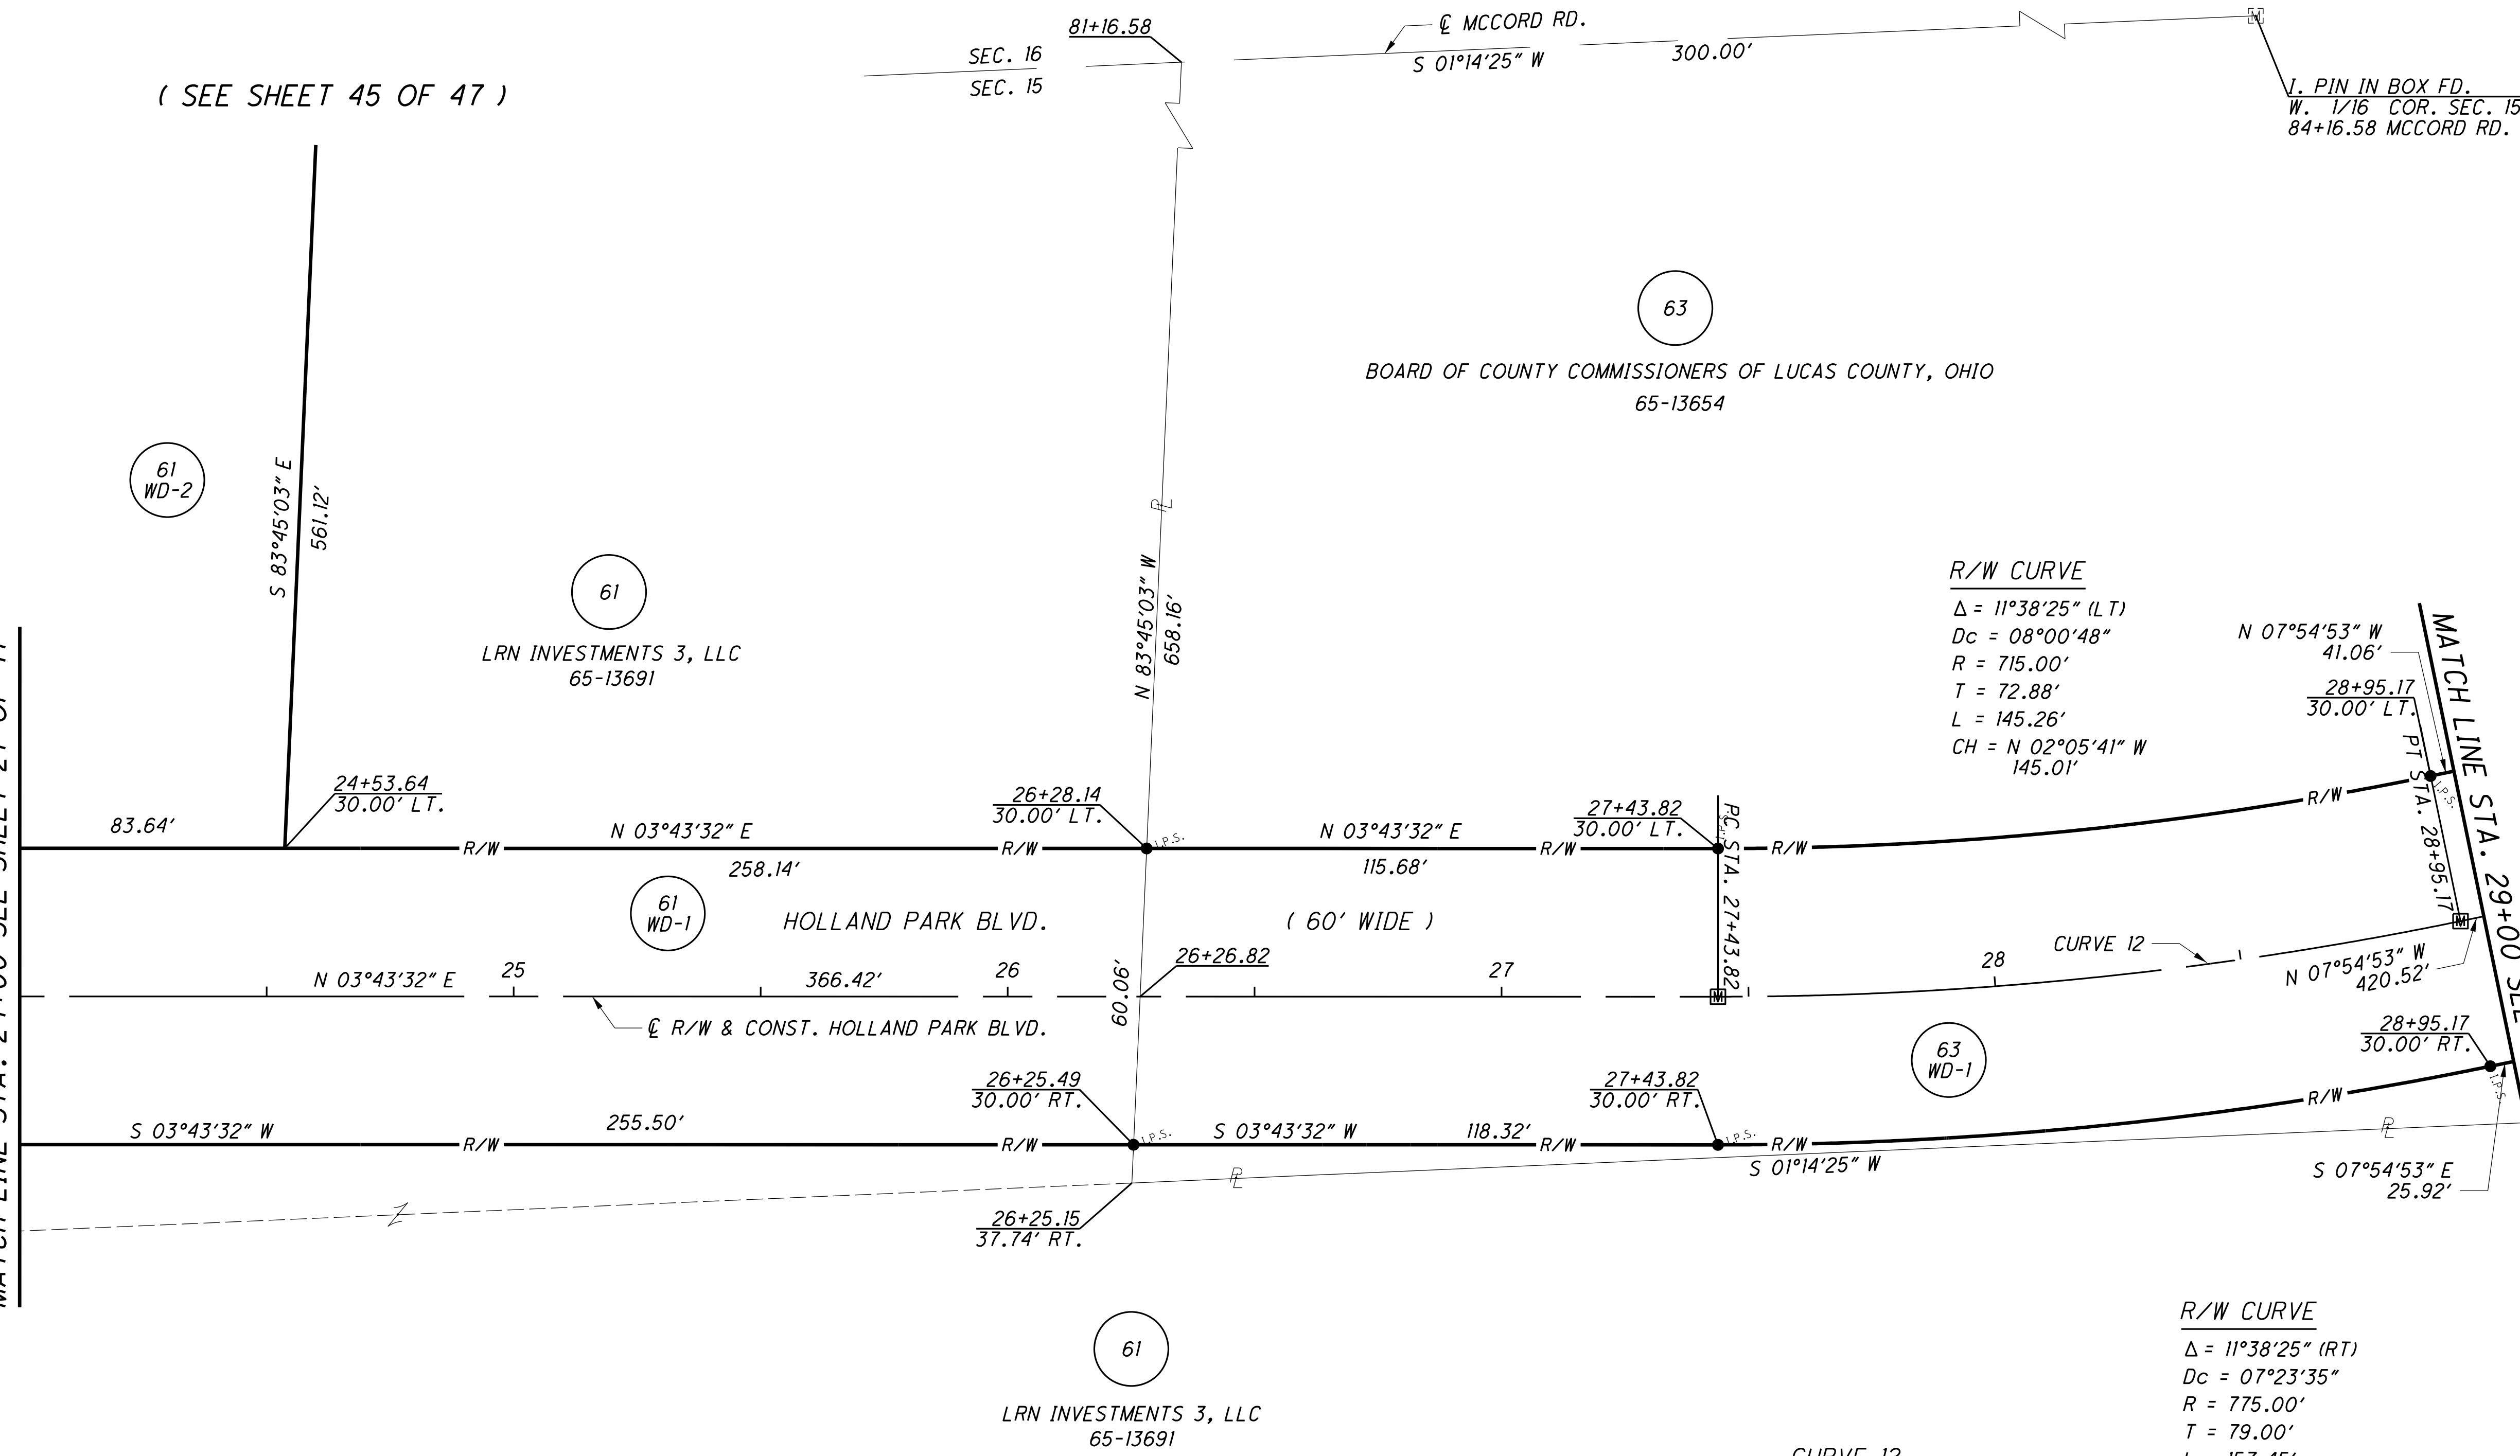 81+16.58
℄ MCCORD RD.
SEC. 16
SEC. 15
S 01°14'25" W
300.00'
I. PIN IN BOX FD.
W. 1/16 COR. SEC. 15
84+16.58 MCCORD RD.
( SEE SHEET 45 OF 47 )
63
BOARD OF COUNTY COMMISSIONERS OF LUCAS COUNTY, OHIO
65-13654
61
WD-2
S 83°45'03" E
561.12'
61
LRN INVESTMENTS 3, LLC
65-13691
PL
N 83°45'03" W
658.16'
R/W CURVE
Δ = 11°38'25" (LT)
Dc = 08°00'48"
R = 715.00'
T = 72.88'
L = 145.26'
CH = N 02°05'41" W
145.01'
N 07°54'53" W
41.06'
28+95.17
30.00' LT.
PT STA. 28+95.17
I.P.S.
MATCH LINE STA. 29+00
83.64'
24+53.64
30.00' LT.
R/W
N 03°43'32" E
258.14'
R/W
26+28.14
30.00' LT.
I.P.S.
N 03°43'32" E
115.68'
R/W
27+43.82
30.00' LT.
PC STA. 27+43.82
R/W
R/W
61
WD-1
HOLLAND PARK BLVD.
( 60' WIDE )
N 03°43'32" E
25
366.42'
26
60.06'
26+26.82
27
M
28
CURVE 12
M
N 07°54'53" W
420.52'
℄ R/W & CONST. HOLLAND PARK BLVD.
63
WD-1
28+95.17
30.00' RT.
I.P.S.
S 03°43'32" W
R/W
255.50'
R/W
26+25.49
30.00' RT.
I.P.S.
S 03°43'32" W
118.32'
R/W
27+43.82
30.00' RT.
I.P.S.
R/W
R/W
PL
S 01°14'25" W
PL
S 07°54'53" E
25.92'
26+25.15
37.74' RT.
61
LRN INVESTMENTS 3, LLC
65-13691
R/W CURVE
Δ = 11°38'25" (RT)
Dc = 07°23'35"
R = 775.00'
T = 79.00'
CURVE 12